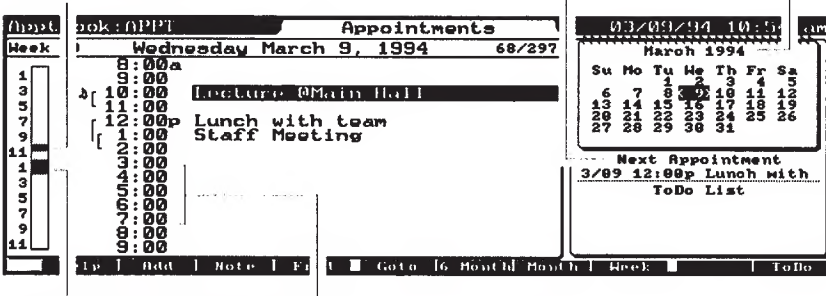 Appt Book:APPT Appointments 03/09/94 10:5 am
Week Wednesday March 9, 1994 68/297
8:00a
9:00
10:00 Lecture @Main Hall
11:00
12:00p Lunch with team
1:00 Staff Meeting
2:00
3:00
4:00
5:00
6:00
7:00
8:00
9:00
1
3
5
7
9
11
1
3
5
7
9
11
March 1994
Su Mo Tu We Th Fr Sa
1 2 3 4 5
6 7 8 9 10 11 12
13 14 15 16 17 18 19
20 21 22 23 24 25 26
27 28 29 30 31
Next Appointment
3/09 12:00p Lunch with
ToDo List
Add Note Goto 6 Month Month Week ToDo